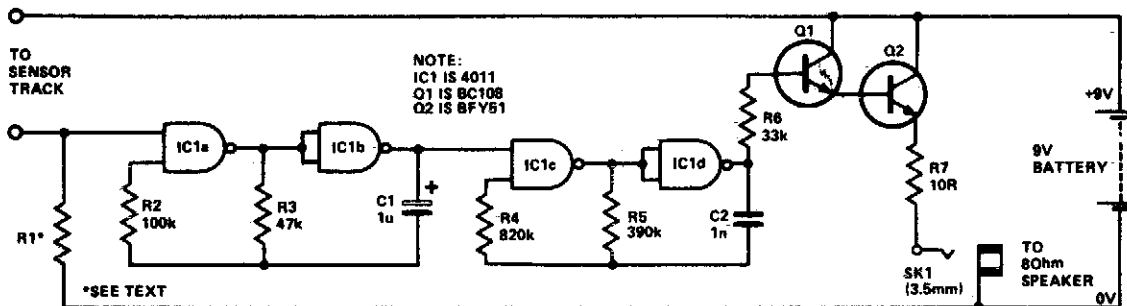 TO
SENSOR
TRACK
NOTE:
IC1 IS 4011
Q1 IS BC108
Q2 IS BFY51
Q1
Q2
+9V
R6
33k
9V
BATTERY
IC1a
IC1b
IC1c
IC1d
R7
10R
R1*
R2
100k
R3
47k
C1
1u
+
R4
820k
R5
390k
C2
1n
SK1
(3.5mm)
TO
8Ohm
SPEAKER
0V
*SEE TEXT